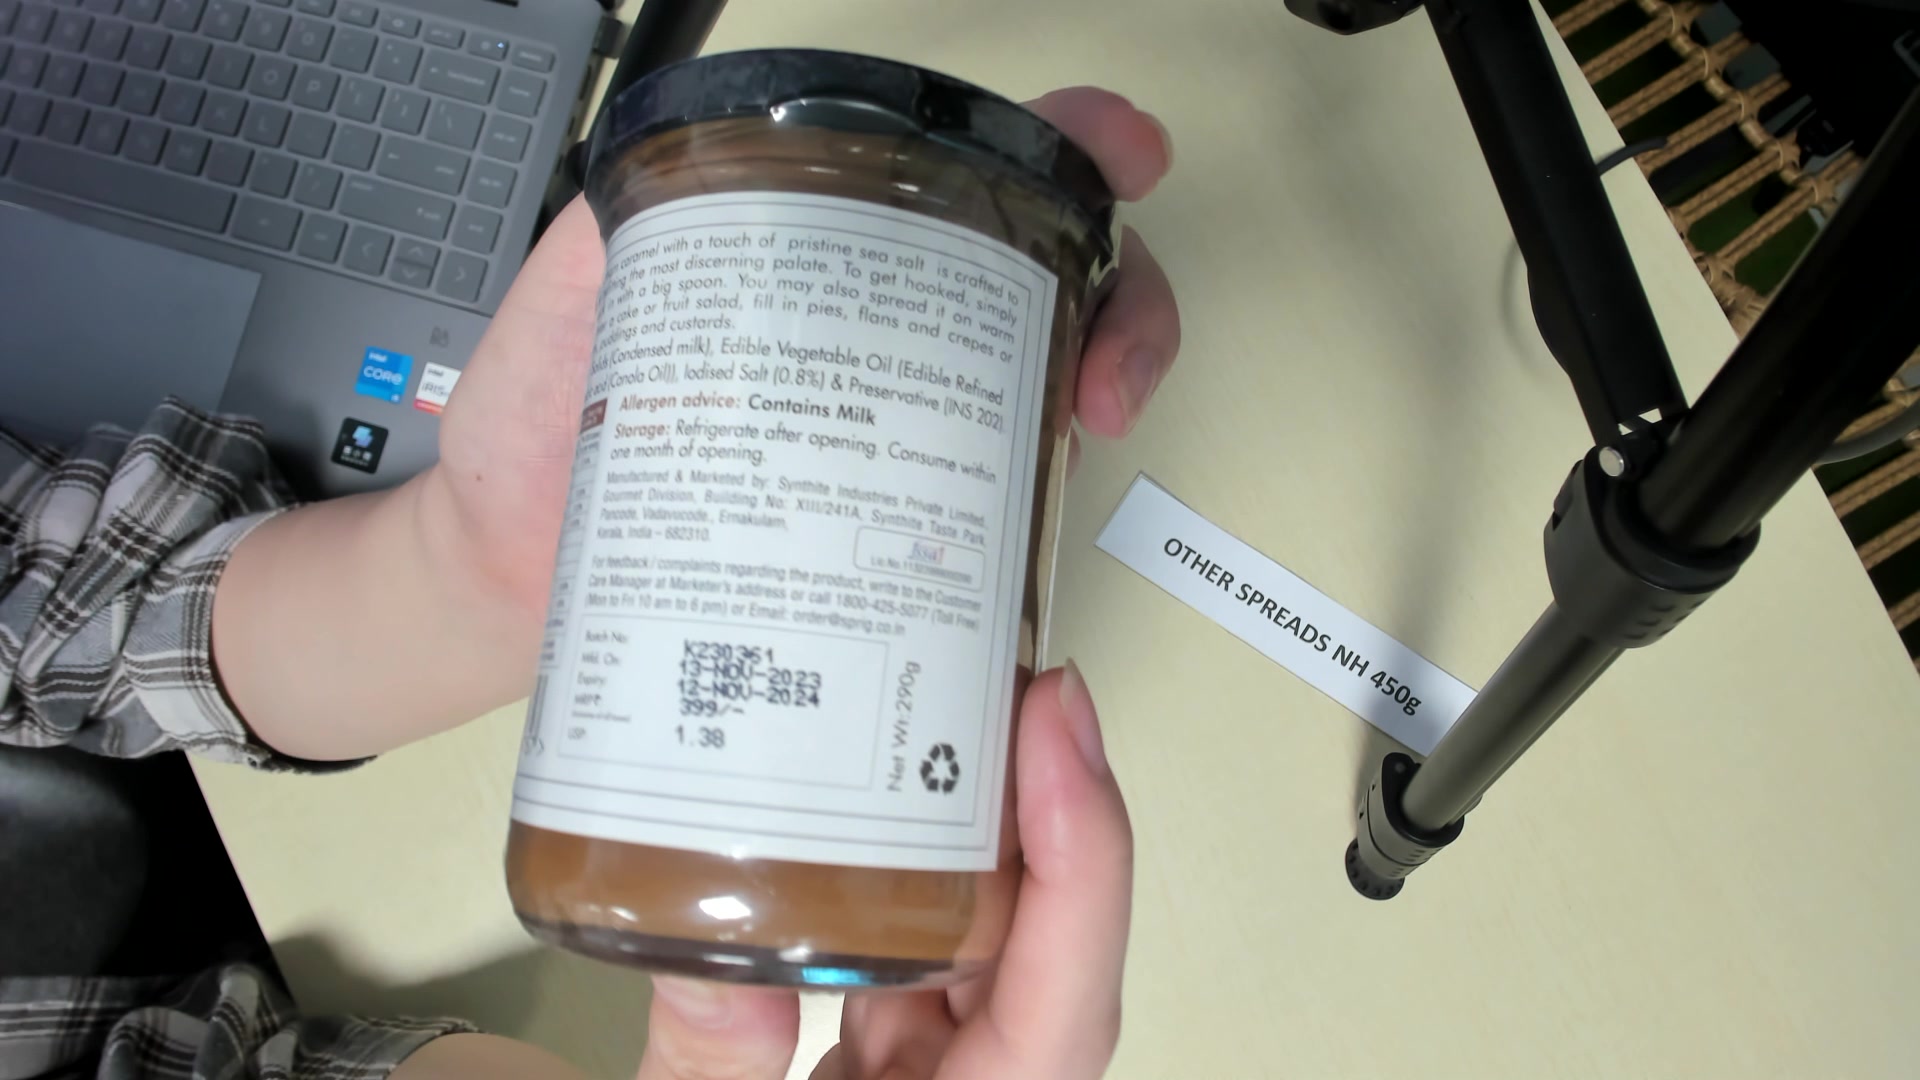 caramel with a touch of pristine sea salt is crafted to
the most discerning palate. To get hooked, simply
in with a big spoon. You may also spread it on warm
a cake or fruit salad, fill in pies, flans and crepes or
puddings and custards.
(Condensed milk), Edible Vegetable Oil (Edible Refined
(Canola Oil)), Iodised Salt (0.8%) & Preservative (INS 202).
Allergen advice: Contains Milk
Storage: Refrigerate after opening. Consume within
one month of opening.
Manufactured & Marketed by: Synthite Industries Private Limited,
Gourmet Division, Building No: XIII/241A, Synthite Taste Park,
Pancode, Vadavucode., Ernakulam,
Kerala, India – 682310.
fssai
Lic No.
For feedback / complaints regarding the product, write to the Customer
Care Manager at Marketer's address or call 1800-425-5077 (Toll Free)
(Mon to Fri 10 am to 6 pm) or Email: order@sprig.co.in
Batch No: K230361
Mfd. On: 13-NOV-2023
Expiry: 12-NOV-2024
MRP₹: 399/-
USP: 1.38
Net Wt:290g
OTHER SPREADS NH 450g
intel
CORE
intel